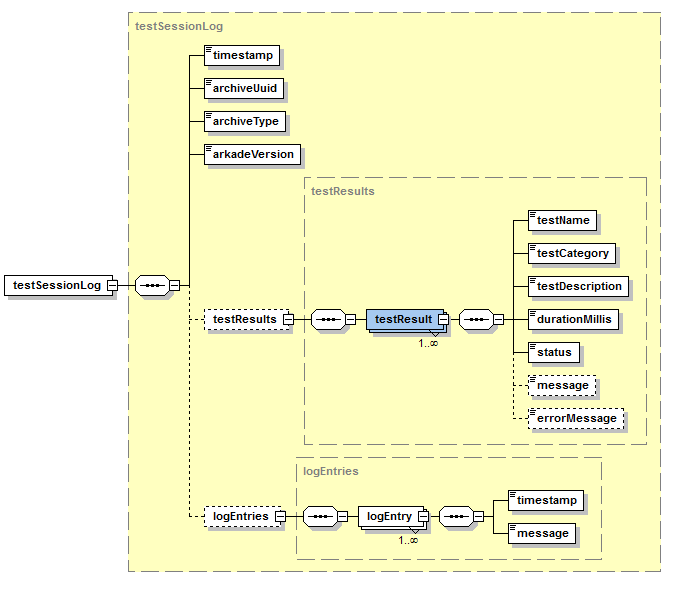 testSessionLog
timestamp
archiveUuid
archiveType
arkadeVersion
testResults
testName
testCategory
testDescription
testSessionLog
testResults
testResult
durationMillis
1..∞
status
message
errorMessage
logEntries
timestamp
logEntries
logEntry
message
1..∞